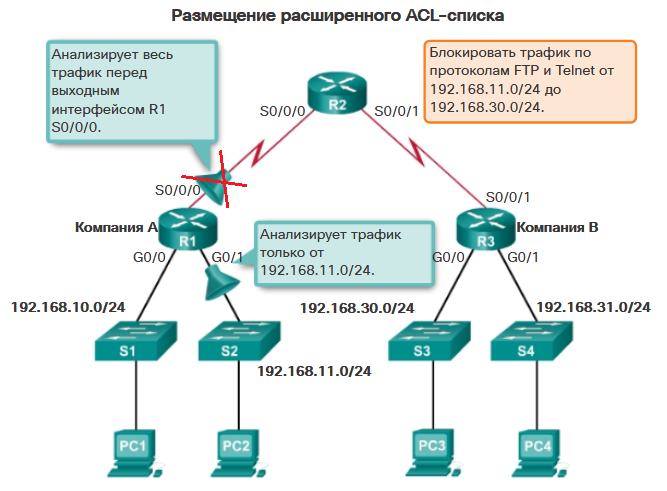 Размещение расширенного ACL-списка
Анализирует весь
трафик перед
выходным
интерфейсом R1
S0/0/0.
Блокировать трафик по
протоколам FTP и Telnet от
192.168.11.0/24 до
192.168.30.0/24.
R2
S0/0/0
S0/0/1
S0/0/0
S0/0/1
Компания A
R1
R3
Компания B
G0/0
G0/1
Анализирует трафик
только от
192.168.11.0/24.
G0/0
G0/1
192.168.10.0/24
192.168.30.0/24
192.168.31.0/24
S1
S2
S3
S4
192.168.11.0/24
PC1
PC2
PC3
PC4